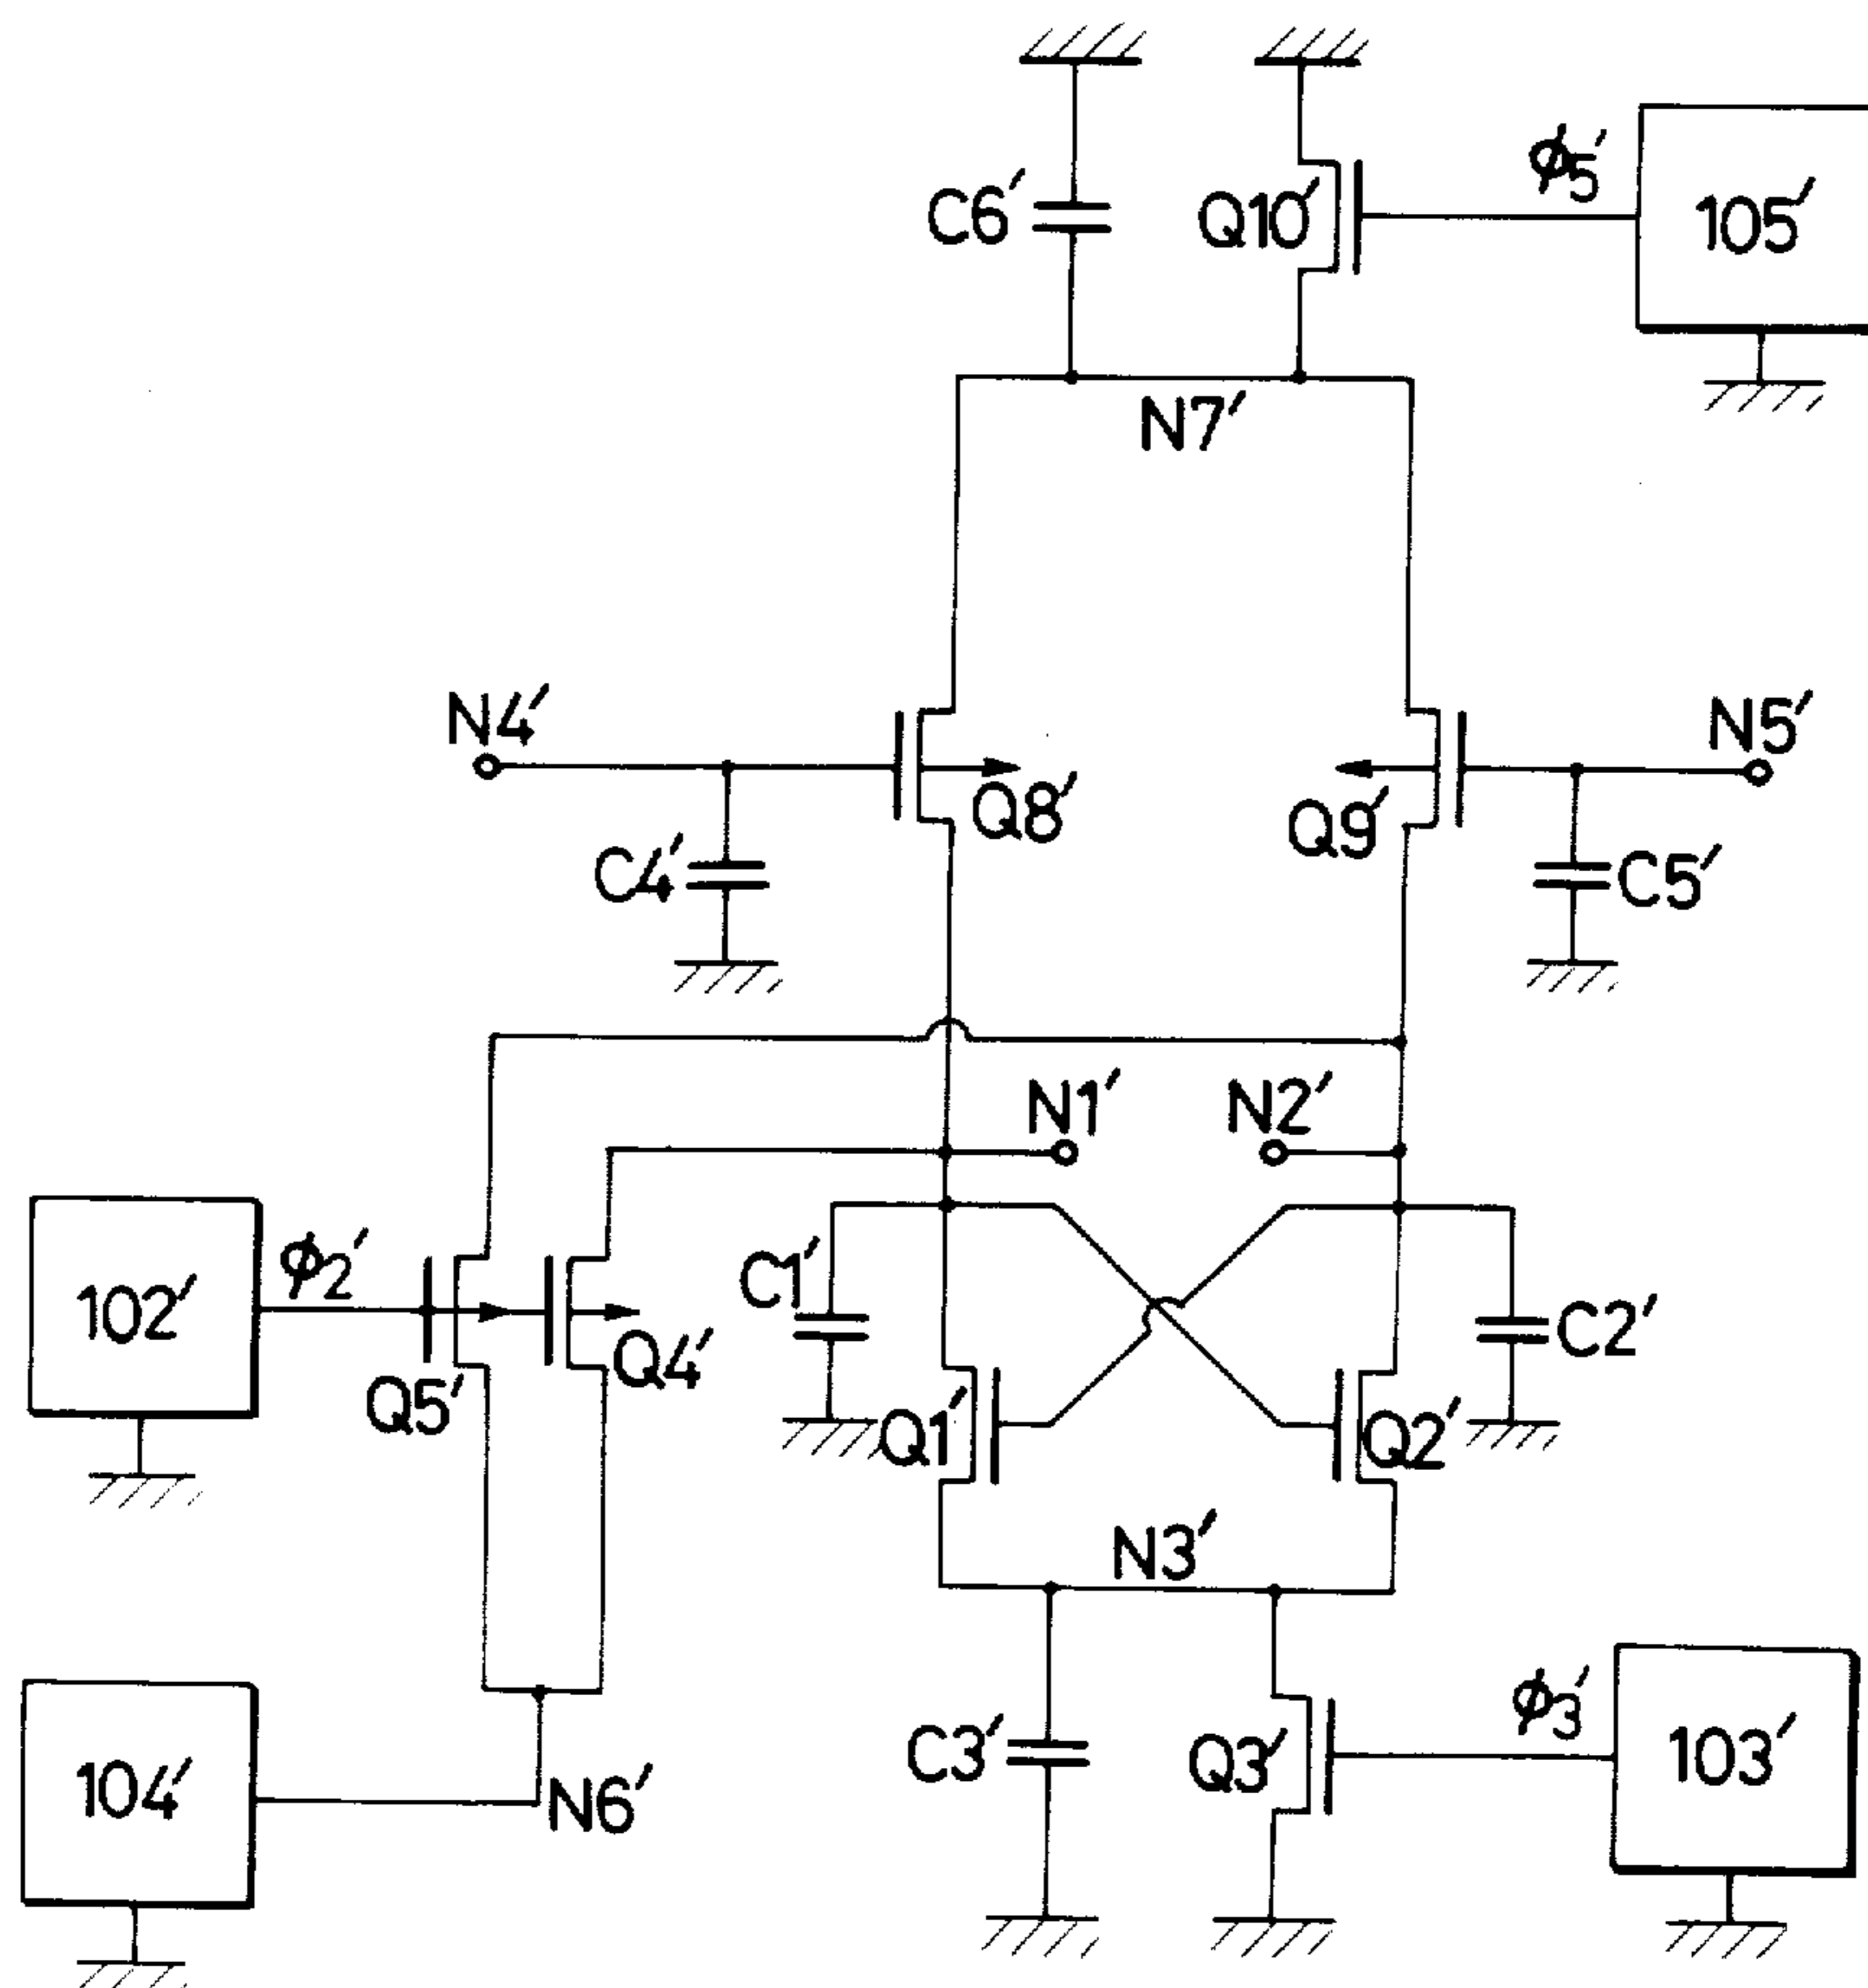 ϕ5′
C6′
Q10′
105′
N7′
N4′
N5′
Q8′
Q9′
C4′
C5′
N1′
N2′
102′
ϕ2′
C1′
C2′
Q4′
Q5′
Q1′
Q2′
N3′
104′
N6′
C3′
Q3′
ϕ3′
103′